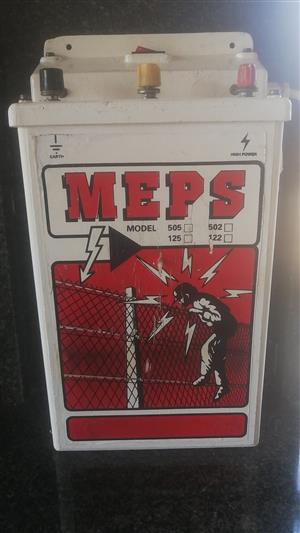 EARTH HIGH POWER
MEPS
MODEL 505 502
125 122